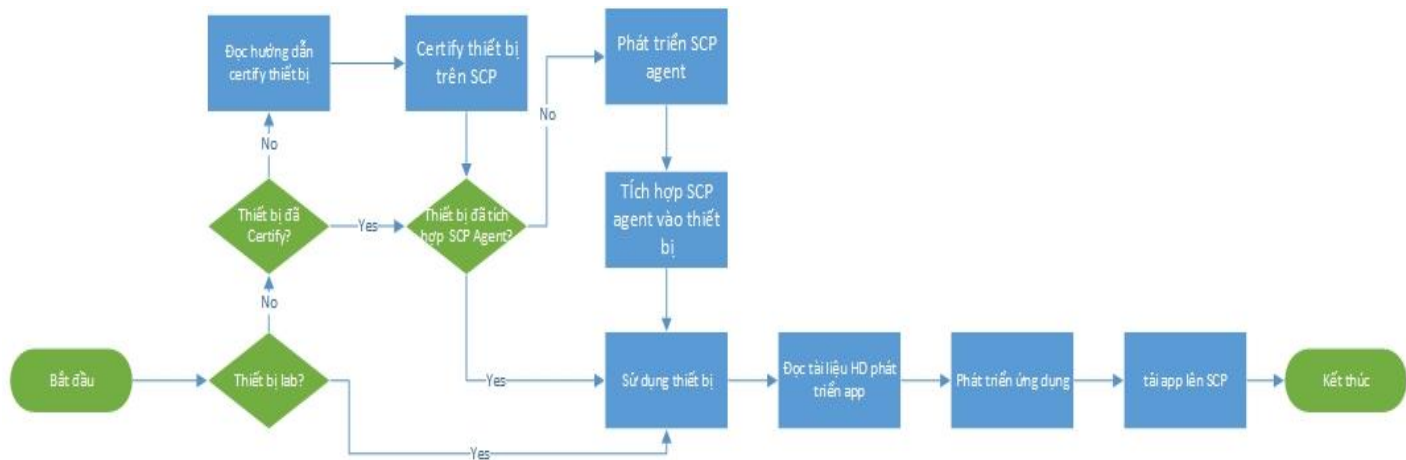 Đọc hướng dẫn
certify thiết bị
Certify thiết bị
trên SCP
Phát triển SCP
agent
No
No
Thiết bị đã
Certify?
Yes
Thiết bị đã tích
hợp SCP Agent?
TÍch hợp SCP
agent vào thiết
bị
No
Bắt đầu
Thiết bị lab?
Yes
Sử dụng thiết bị
Đọc tài liệu HD phát
triển app
Phát triển ứng dụng
tải app lên SCP
Kết thúc
Yes